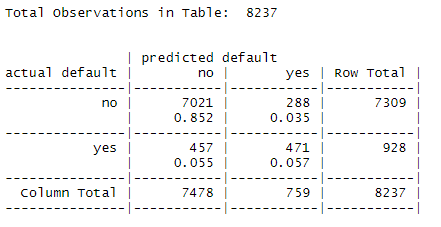 Total Observations in Table:  8237
             | predicted default
actual default |        no |       yes | Row Total |
---------------|-----------|-----------|-----------|
            no |      7021 |       288 |      7309 |
               |     0.852 |     0.035 |           |
---------------|-----------|-----------|-----------|
           yes |       457 |       471 |       928 |
               |     0.055 |     0.057 |           |
---------------|-----------|-----------|-----------|
  Column Total |      7478 |       759 |      8237 |
---------------|-----------|-----------|-----------|